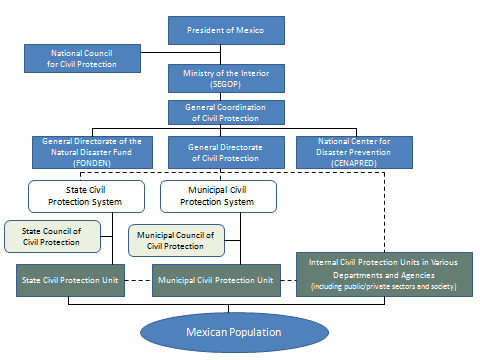 President of Mexico
National Council
for Civil Protection
Ministry of the Interior
(SEGOP)
General Coordination
of Civil Protection
General Directorate of the
Natural Disaster Fund
(FONDEN)
General Directorate
of Civil Protection
National Center for
Disaster Prevention
(CENAPRED)
State Civil
Protection System
Municipal Civil
Protection System
State Council of
Civil Protection
Municipal Council of
Civil Protection
State Civil Protection Unit
Municipal Civil Protection Unit
Internal Civil Protection Units in Various
Departments and Agencies
(including public/private sectors and society)
Mexican Population